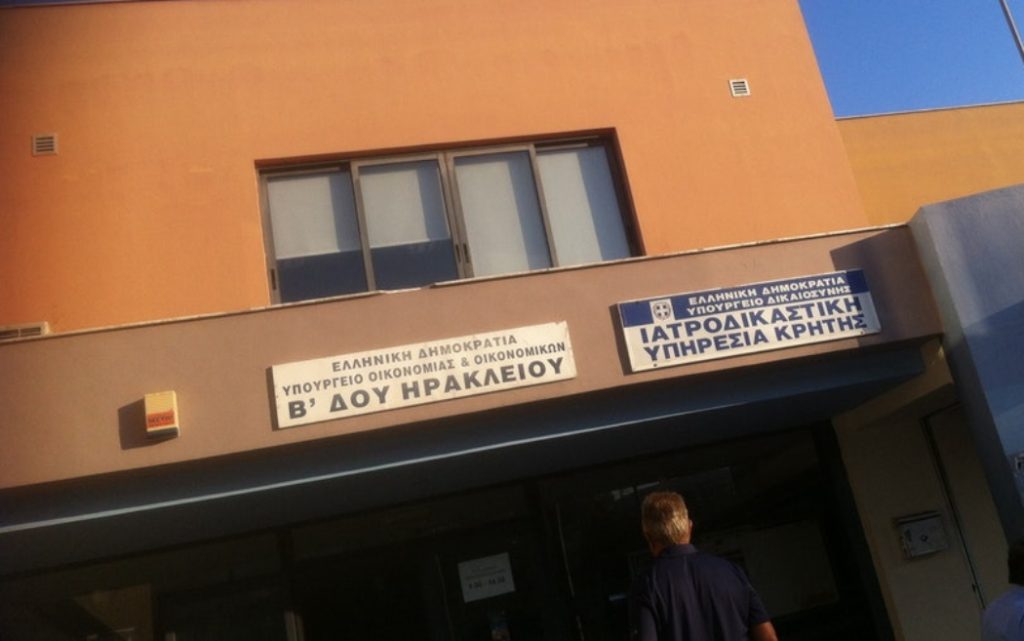 ΕΛΛΗΝΙΚΗ ΔΗΜΟΚΡΑΤΙΑ
ΥΠΟΥΡΓΕΙΟ ΟΙΚΟΝΟΜΙΑΣ & ΟΙΚΟΝΟΜΙΚΩΝ
Β' ΔΟΥ ΗΡΑΚΛΕΙΟΥ
ΕΛΛΗΝΙΚΗ ΔΗΜΟΚΡΑΤΙΑ
ΥΠΟΥΡΓΕΙΟ ΔΙΚΑΙΟΣΥΝΗΣ
ΙΑΤΡΟΔΙΚΑΣΤΙΚΗ
ΥΠΗΡΕΣΙΑ ΚΡΗΤΗΣ